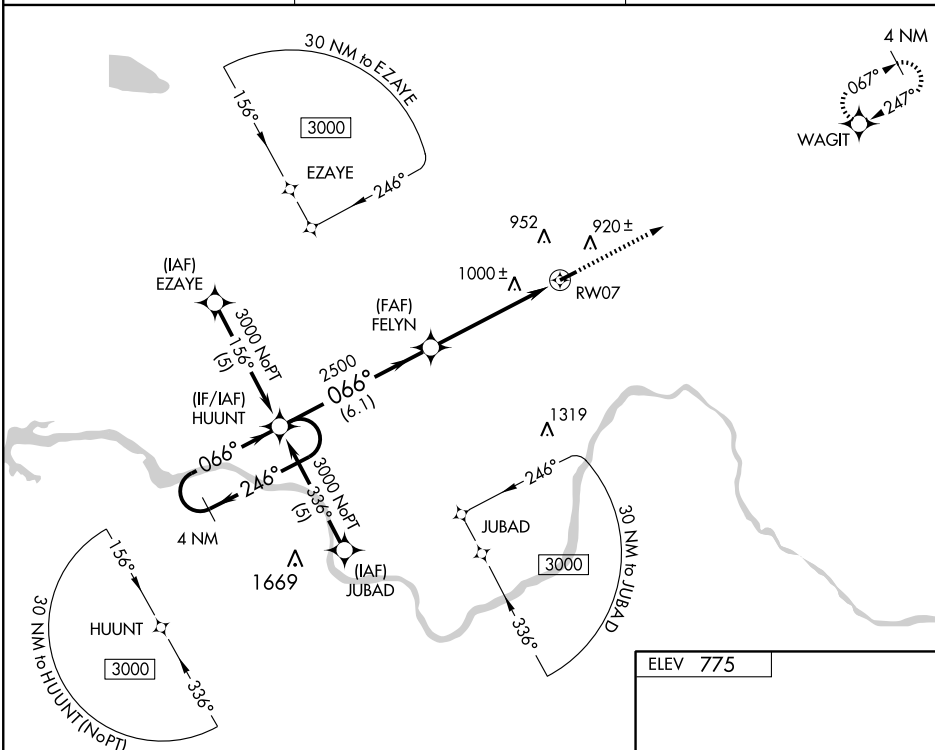 30 NM to EZAYE
156°
3000
EZAYE
246°
4 NM
067°
247°
WAGIT
952
920 ±
1000 ±
RW07
(IAF)
EZAYE
3000 NoPT
156°
(5)
(FAF)
FELYN
2500
066°
(6.1)
(IF/IAF)
HUUNT
066°
246°
4 NM
3000 NoPT
336°
(5)
(IAF)
JUBAD
1669
1319
246°
JUBAD
3000
336°
30 NM to JUBAD
156°
HUUNT
3000
336°
30 NM to HUUNT (NoPT)
ELEV 775